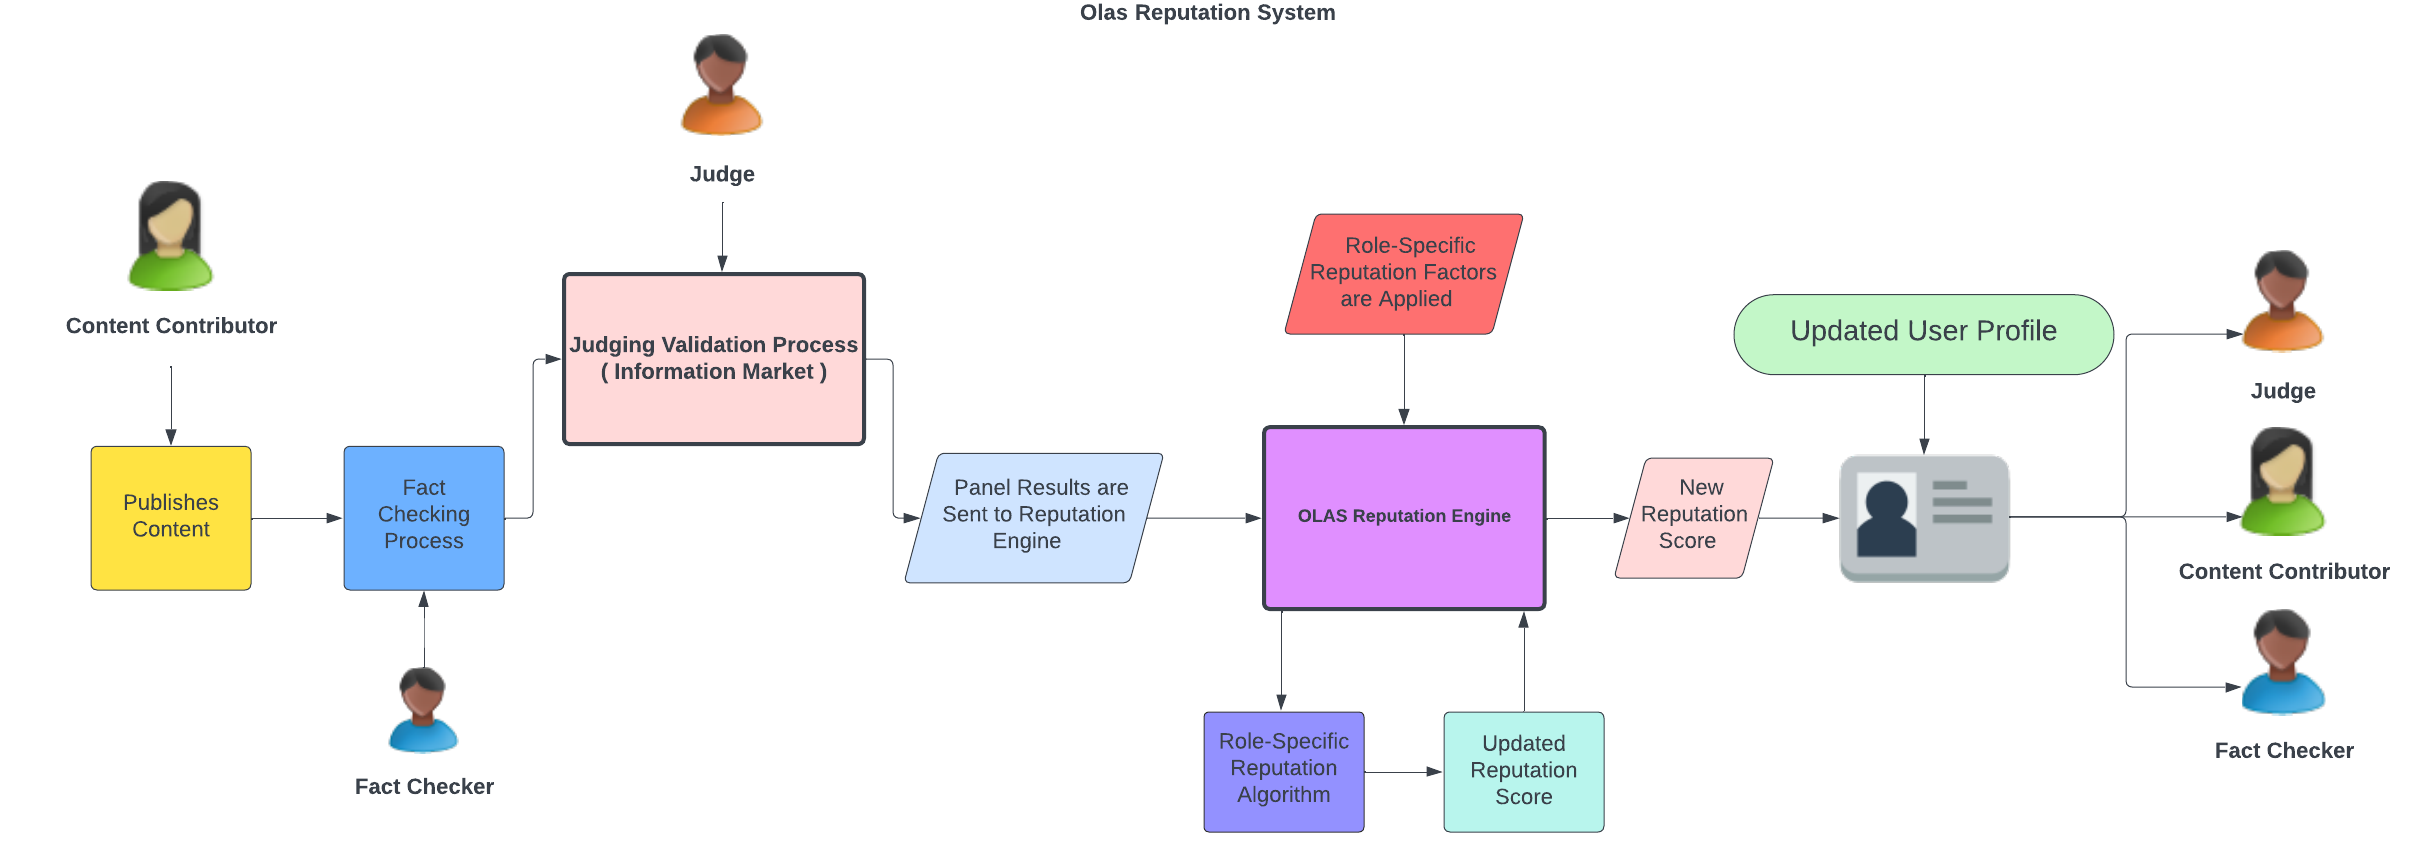 Olas Reputation System
Judge
Content Contributor
Publishes
Content
Fact
Checking
Process
Fact Checker
Judging Validation Process
( Information Market )
Panel Results are
Sent to Reputation
Engine
Role-Specific
Reputation Factors
are Applied
OLAS Reputation Engine
Role-Specific
Reputation
Algorithm
Updated
Reputation
Score
New
Reputation
Score
Updated User Profile
Judge
Content Contributor
Fact Checker